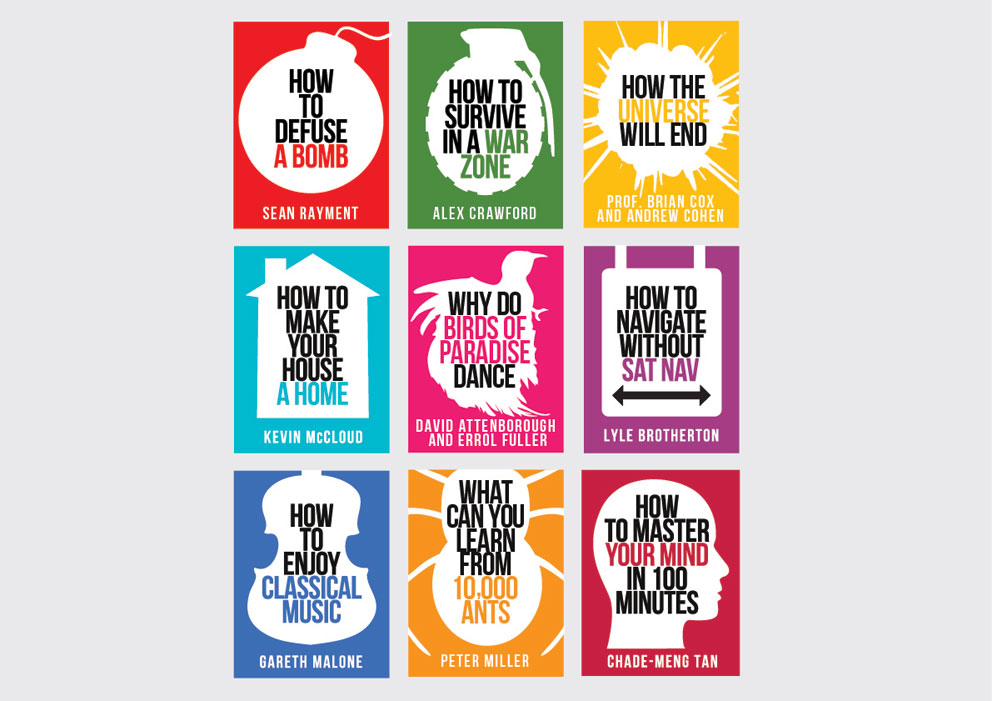 HOW
TO
DEFUSE
A BOMB
SEAN RAYMENT
HOW TO
SURVIVE
IN A WAR
ZONE
ALEX CRAWFORD
HOW THE
UNIVERSE
WILL END
PROF. BRIAN COX
AND ANDREW COHEN
HOW TO
MAKE
YOUR
HOUSE
A HOME
KEVIN McCLOUD
WHY DO
BIRDS OF
PARADISE
DANCE
DAVID ATTENBOROUGH
AND ERROL FULLER
HOW TO
NAVIGATE
WITHOUT
SAT NAV
LYLE BROTHERTON
HOW
TO
ENJOY
CLASSICAL
MUSIC
GARETH MALONE
WHAT
CAN YOU
LEARN
FROM
10,000
ANTS
PETER MILLER
HOW
TO MASTER
YOUR MIND
IN 100
MINUTES
CHADE-MENG TAN